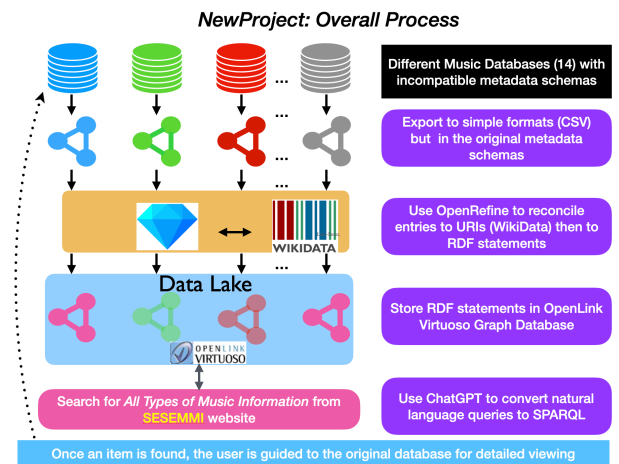 NewProject: Overall Process
Different Music Databases (14) with
incompatible metadata schemas
...
Export to simple formats (CSV)
but in the original metadata
schemas
...
...
Use OpenRefine to reconcile
entries to URIs (WikiData) then to
RDF statements
WIKIDATA
...
Data Lake
Store RDF statements in OpenLink
Virtuoso Graph Database
OPENLINK
VIRTUOSO
Search for All Types of Music Information from
SESEMMI website
Use ChatGPT to convert natural
language queries to SPARQL
Once an item is found, the user is guided to the original database for detailed viewing